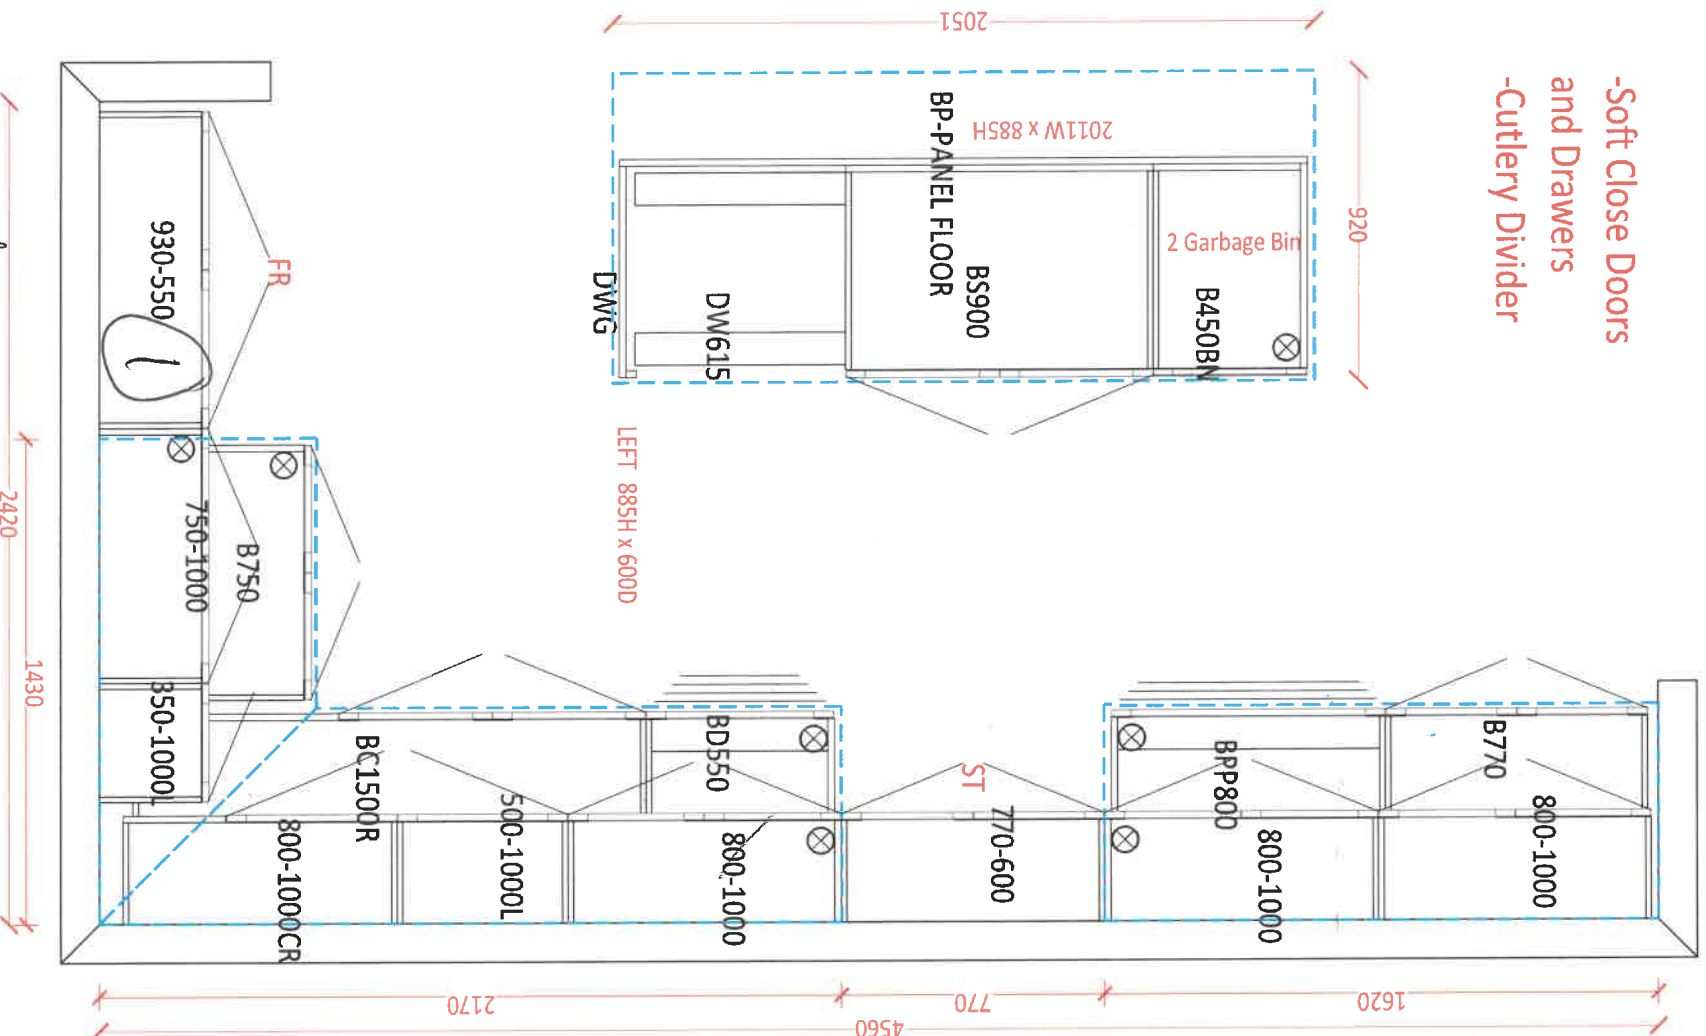 -Soft Close Doors
and Drawers
-Cutlery Divider
2051
920
2011W x 885H
BP-PANEL FLOOR
2 Garbage Bin
B450BN
BS900
DW615
DWG
LEFT 885H x 600D
930-550
FR
1
750-1000
B750
350-1000L
2420
1430
BC1500R
BD550
ST
BPP800
B770
800-1000CR
500-1000L
800-1000
770-600
800-1000
800-1000
2170
770
1620
4560